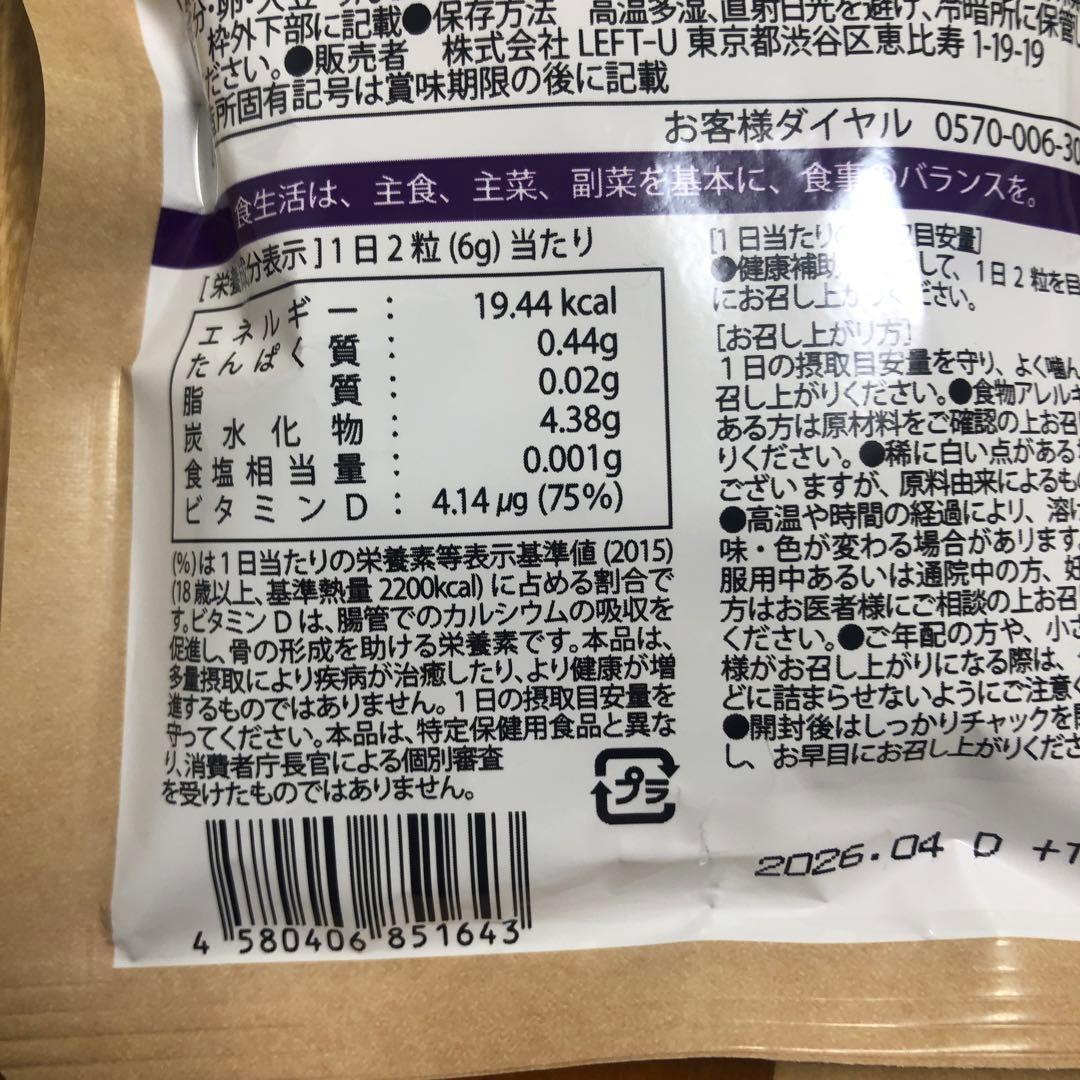 枠外下部に記載●保存方法 高温多湿、直射日光を避け、冷暗所に保管
ださい。●販売者 株式会社 LEFT-U 東京都渋谷区恵比寿 1-19-19
所固有記号は賞味期限の後に記載
お客様ダイヤル 0570-006-30
食生活は、主食、主菜、副菜を基本に、食事のバランスを。
[栄養成分表示] 1日2粒 (6g) 当たり
エネルギー : 19.44 kcal
たんぱく質 : 0.44g
脂質 : 0.02g
炭水化物 : 4.38g
食塩相当量 : 0.001g
ビタミンD : 4.14 μg (75%)
(%)は1日当たりの栄養素等表示基準値 (2015)
(18歳以上、基準熱量 2200kcal) に占める割合で
す。ビタミンDは、腸管でのカルシウムの吸収を
促進し、骨の形成を助ける栄養素です。本品は、
多量摂取により疾病が治癒したり、より健康が増
進するものではありません。1日の摂取目安量を
守ってください。本品は、特定保健用食品と異な
り、消費者庁長官による個別審査
を受けたものではありません。
プラ
4 580406 851643
[1日当たり 目安量]
●健康補助 して、1日2粒を目
にお召し上がりください。
[お召し上がり方]
1日の摂取目安量を守り、よく噛ん
召し上がりください。●食物アレルギ
ある方は原材料をご確認の上お召
りください。●稀に白い点がある
ございますが、原料由来によるも
●高温や時間の経過により、溶け
味・色が変わる場合があります
服用中あるいは通院中の方、妊
方はお医者様にご相談の上お召
ください。●ご年配の方や、小さ
様がお召し上がりになる際は、
どに詰まらせないようにご注意く
●開封後はしっかりチャックを閉
し、お早目にお召し上がりくださ
2026.04 D +